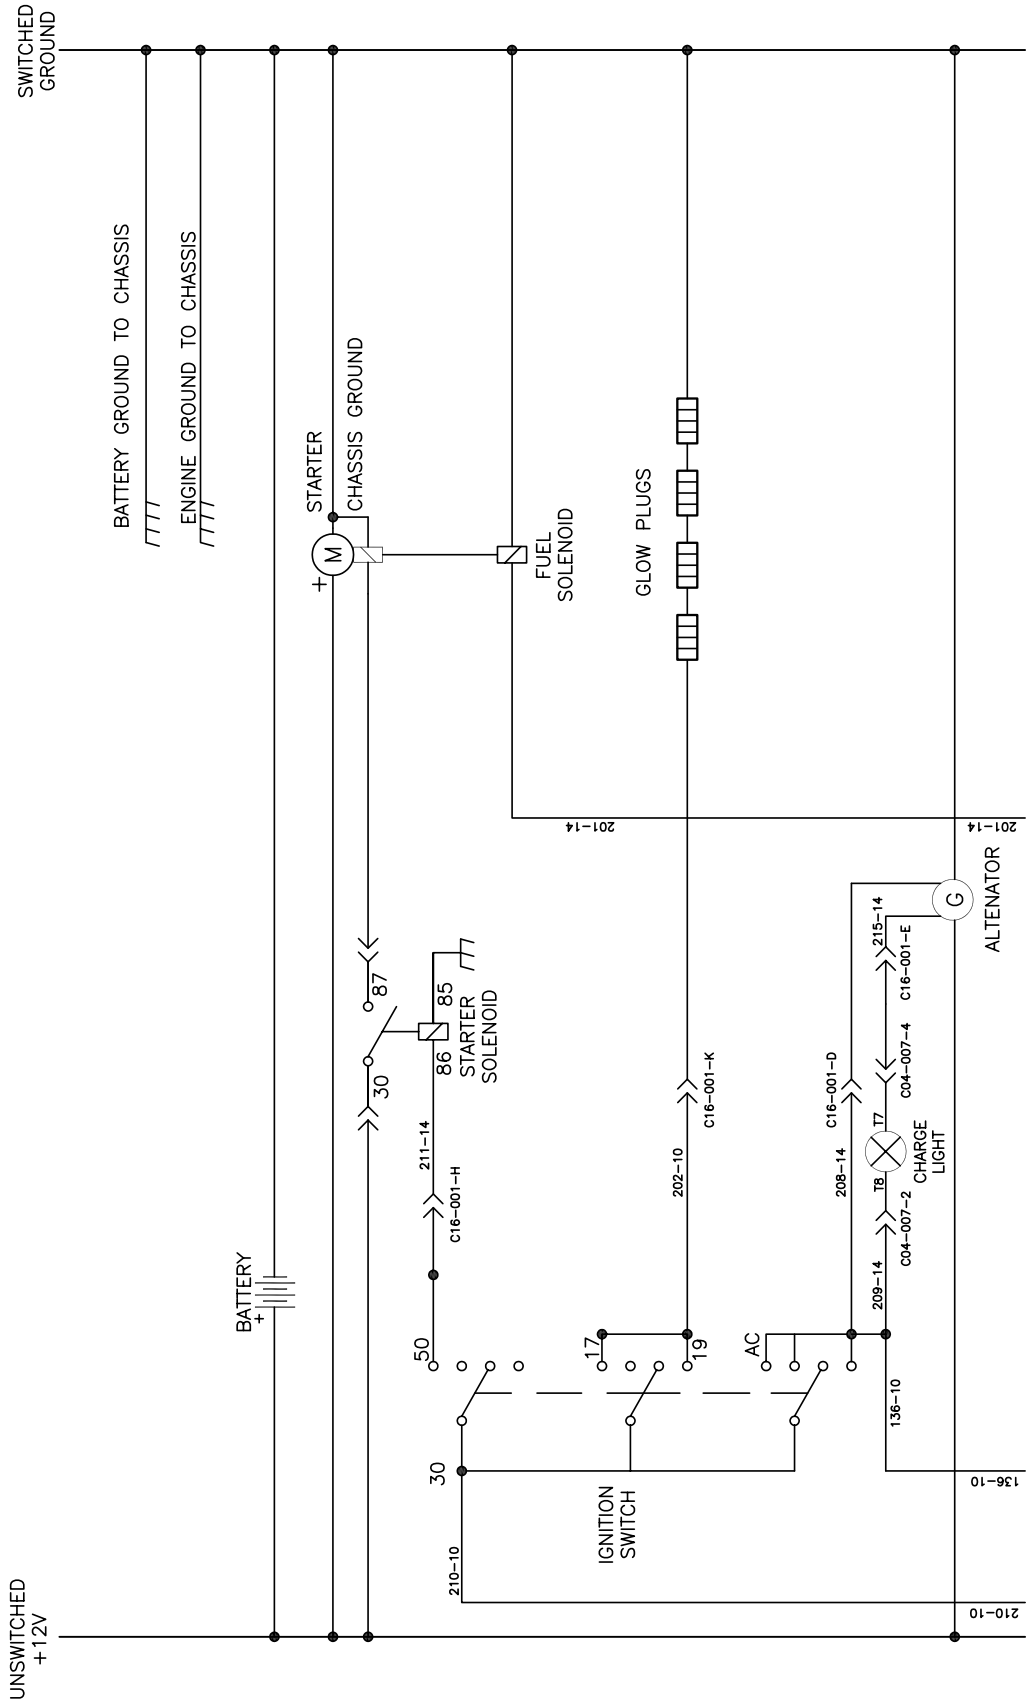 UNSWITCHED
+12V
SWITCHED
GROUND
BATTERY GROUND TO CHASSIS
ENGINE GROUND TO CHASSIS
BATTERY
+
STARTER
+
M
CHASSIS GROUND
30
87
86
85
STARTER
SOLENOID
50
211-14
C16-001-H
FUEL
SOLENOID
201-14
GLOW PLUGS
17
19
202-10
C16-001-K
30
210-10
IGNITION
SWITCH
AC
208-14
C16-001-D
209-14
C04-007-2
T8
T7
CHARGE
LIGHT
C04-007-4
C16-001-E
215-14
136-10
G
ALTENATOR
210-10
136-10
201-14